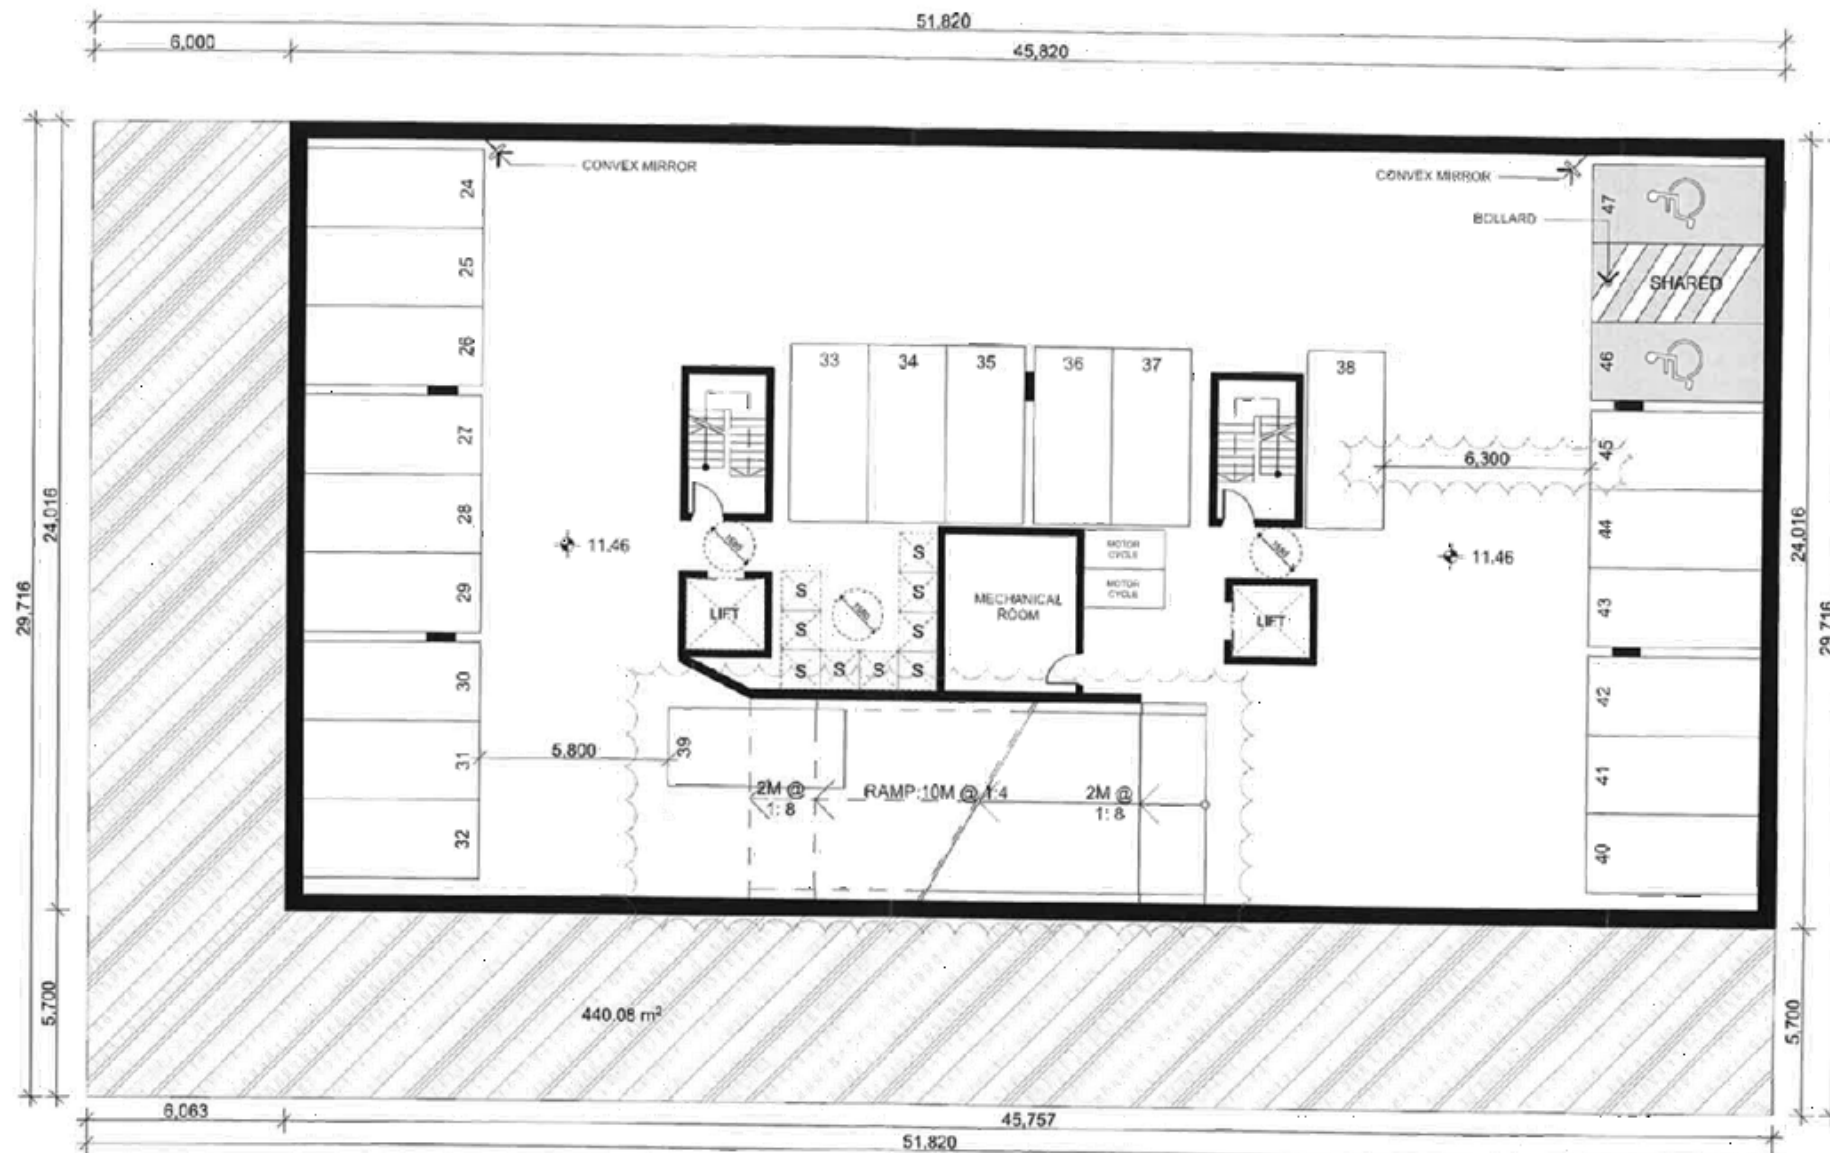 51,820
6,000
45,820
CONVEX MIRROR
CONVEX MIRROR
BOLLARD
24
25
26
27
28
29
30
31
32
33
34
35
36
37
38
47
SHARED
46
45
44
43
42
41
40
6,300
11.46
11.46
LIFT
LIFT
S
S
S
S
S
S
S
S
S
MECHANICAL
ROOM
MOTOR
CYCLE
MOTOR
CYCLE
39
5,800
2M @
1: 8
RAMP:10M @ 1:4
2M @
1: 8
440.08 m²
29,716
24,016
5,700
24,016
29,716
5,700
6,063
45,757
51,820